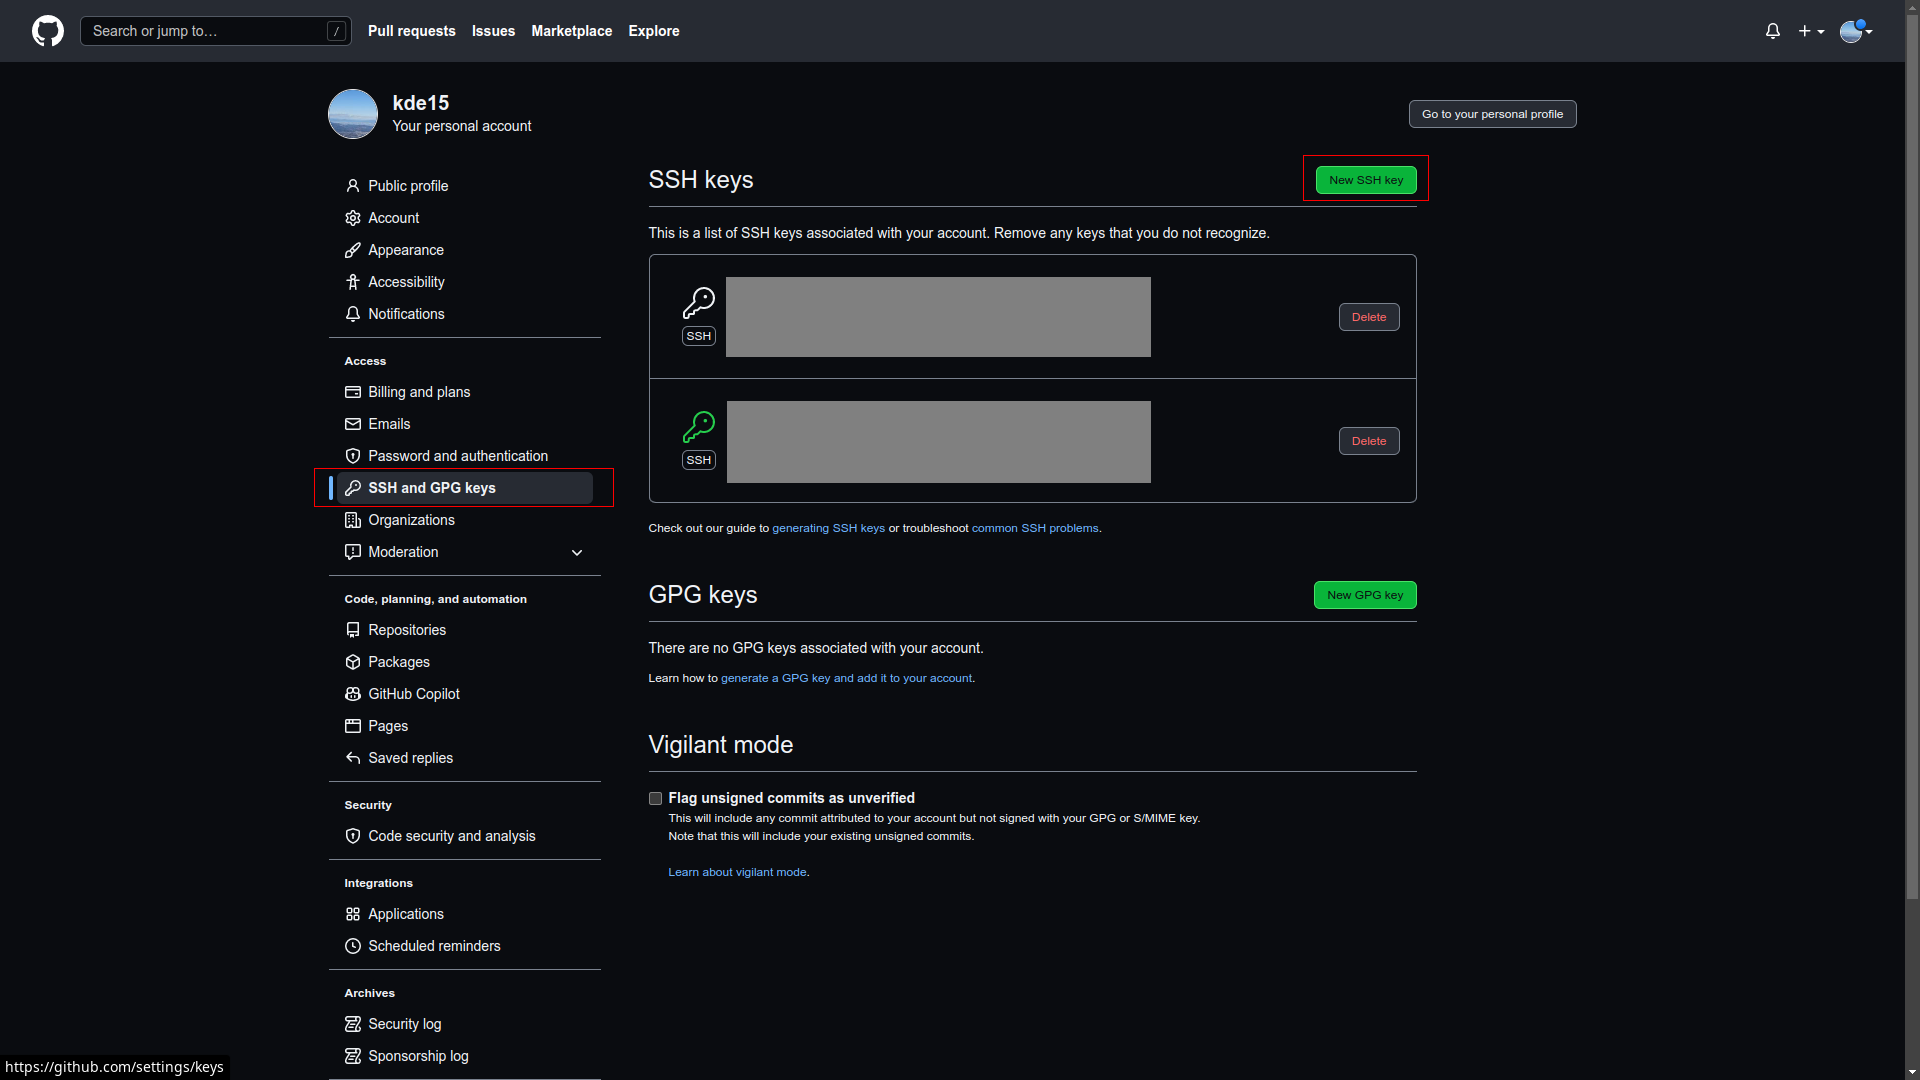 Search or jump to…
/
Pull requests
Issues
Marketplace
Explore
kde15
Your personal account
Go to your personal profile
Public profile
Account
Appearance
Accessibility
Notifications
Access
Billing and plans
Emails
Password and authentication
SSH and GPG keys
Organizations
Moderation
Code, planning, and automation
Repositories
Packages
GitHub Copilot
Pages
Saved replies
Security
Code security and analysis
Integrations
Applications
Scheduled reminders
Archives
Security log
Sponsorship log
SSH keys
New SSH key
This is a list of SSH keys associated with your account. Remove any keys that you do not recognize.
SSH
Delete
SSH
Delete
Check out our guide to generating SSH keys or troubleshoot common SSH problems.
GPG keys
New GPG key
There are no GPG keys associated with your account.
Learn how to generate a GPG key and add it to your account.
Vigilant mode
Flag unsigned commits as unverified
This will include any commit attributed to your account but not signed with your GPG or S/MIME key.
Note that this will include your existing unsigned commits.
Learn about vigilant mode.
https://github.com/settings/keys